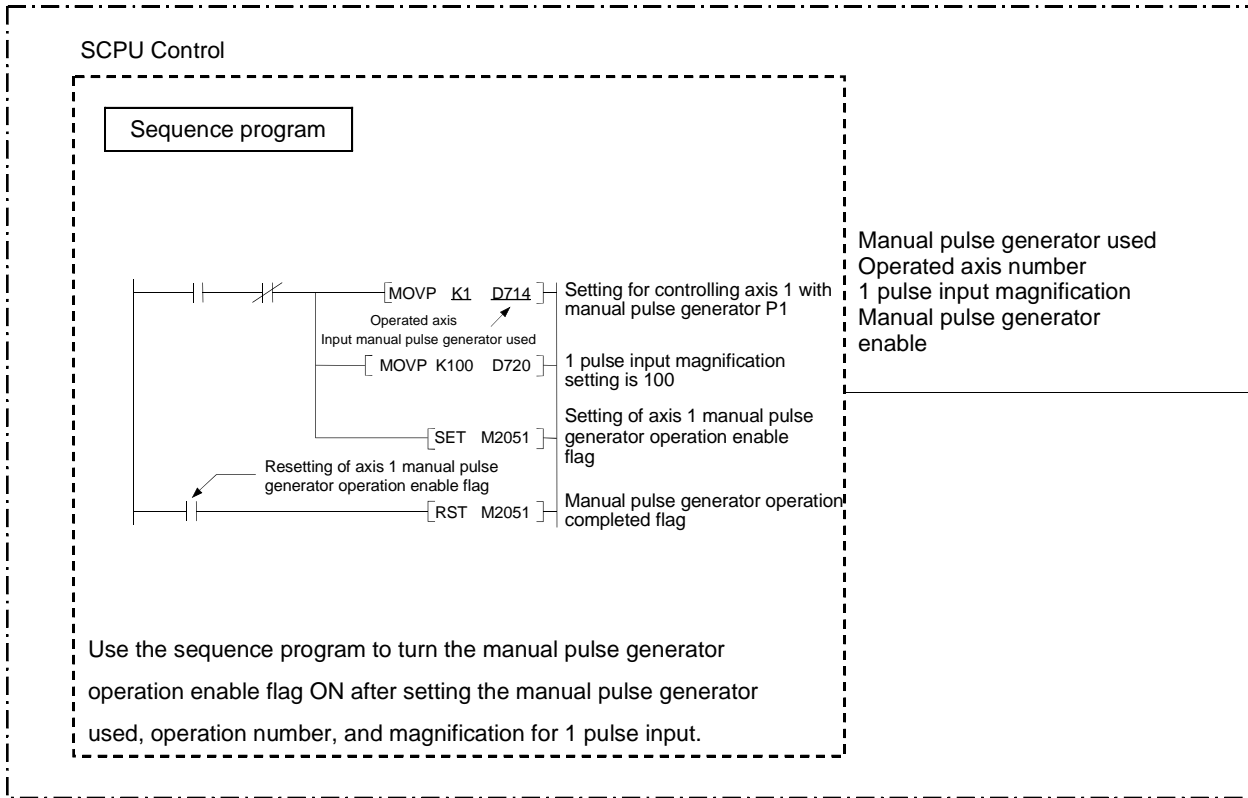 SCPU Control
Sequence program
MOVP K1 D714
Setting for controlling axis 1 with
manual pulse generator P1
Operated axis
Input manual pulse generator used
MOVP K100 D720
1 pulse input magnification
setting is 100
SET M2051
Setting of axis 1 manual pulse
generator operation enable
flag
Resetting of axis 1 manual pulse
generator operation enable flag
RST M2051
Manual pulse generator operation
completed flag
Use the sequence program to turn the manual pulse generator
operation enable flag ON after setting the manual pulse generator
used, operation number, and magnification for 1 pulse input.
Manual pulse generator used
Operated axis number
1 pulse input magnification
Manual pulse generator
enable